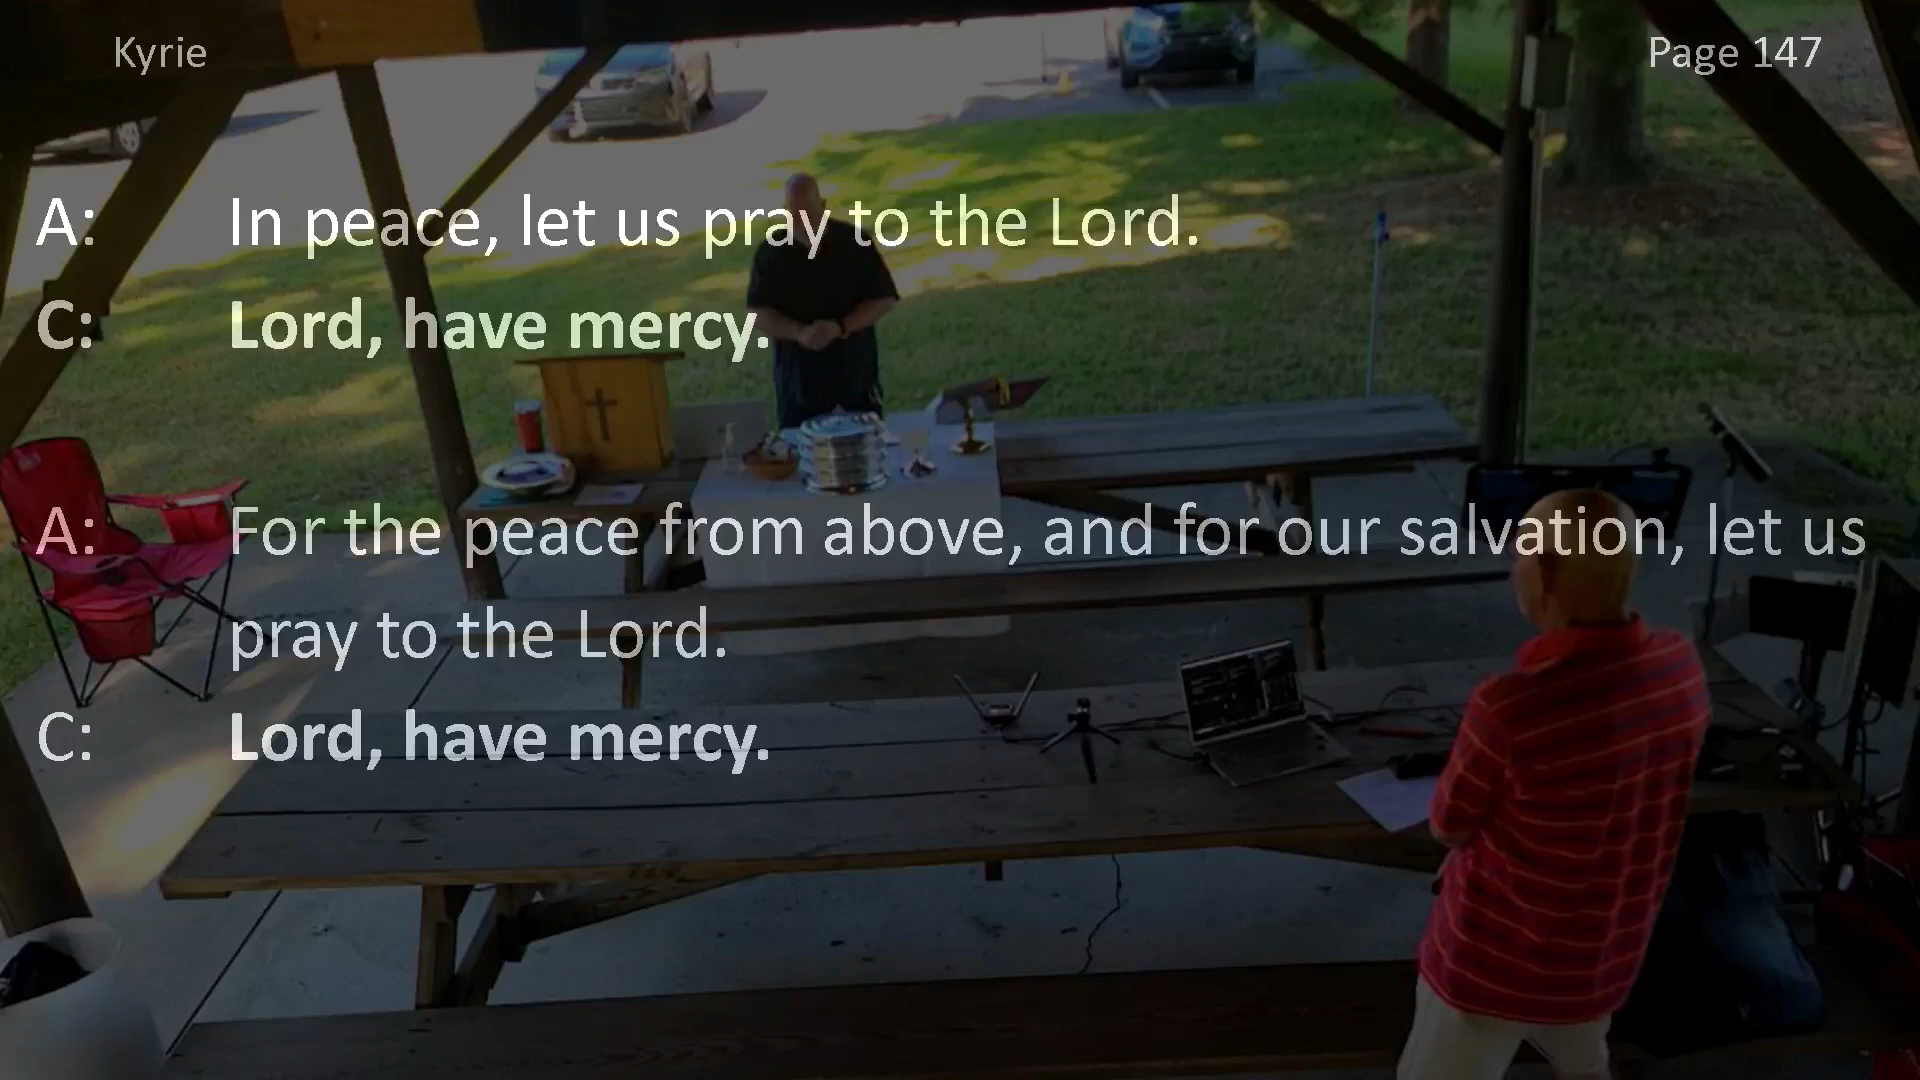 Kyrie Page 147
A: In peace, let us pray to the Lord.
C: Lord, have mercy.
A: For the peace from above, and for our salvation, let us
pray to the Lord.
C: Lord, have mercy.